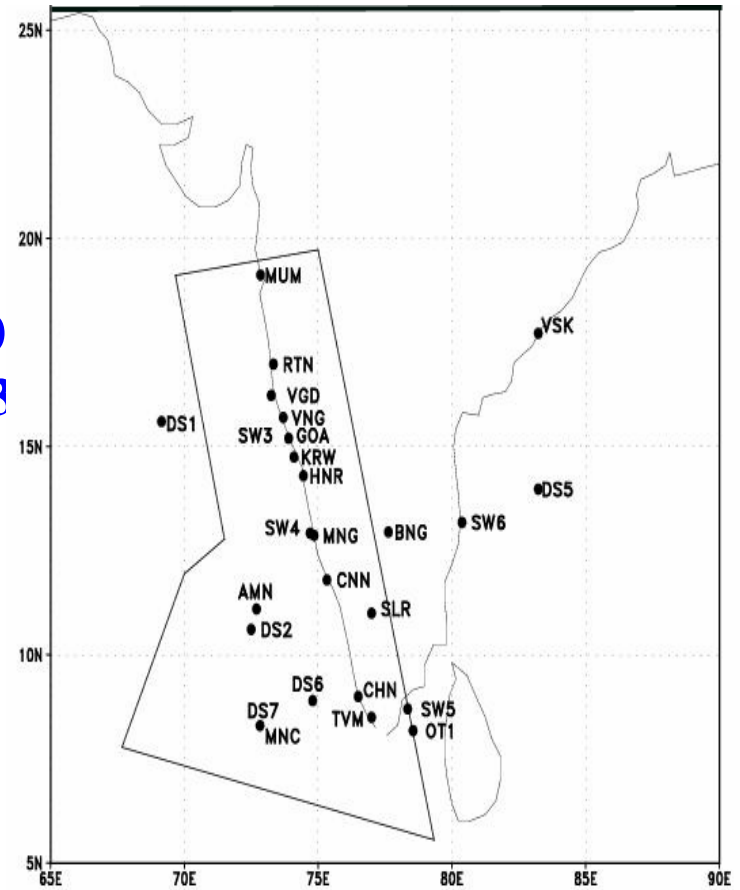 25N
20N
MUM
VSK
RTN
VGD
DS1
VNG
SW3 GOA
KRW
HNR
15N
DS5
SW4 MNG
BNG
SW6
CNN
AMN
SLR
DS2
10N
DS6
CHN
DS7
TVM
SW5
MNC
OT1
5N
65E 70E 75E 80E 85E 90E